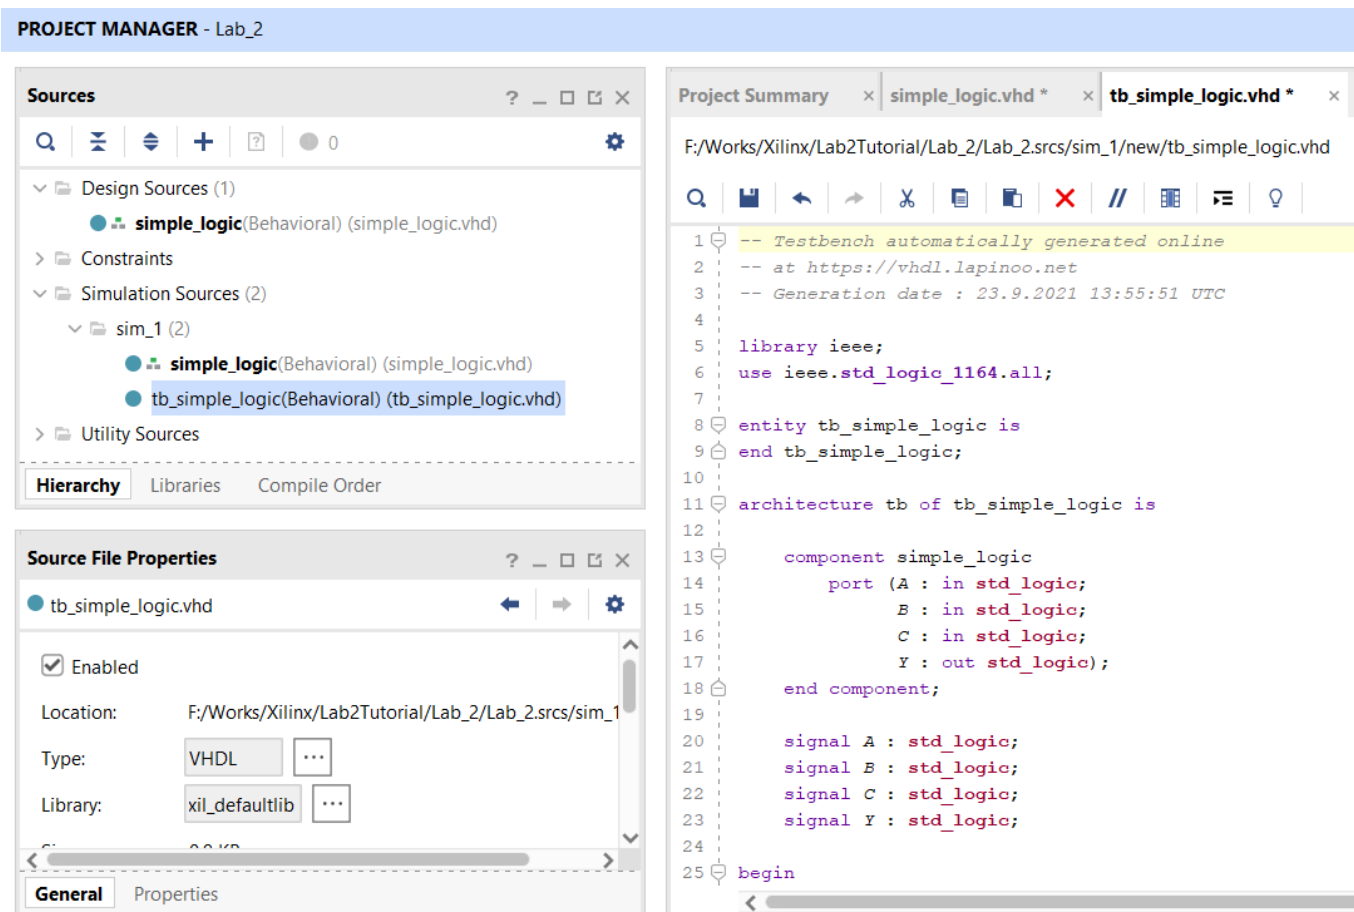 PROJECT MANAGER - Lab_2
Sources
? _
0
Design Sources (1)
simple_logic(Behavioral) (simple_logic.vhd)
Constraints
Simulation Sources (2)
sim_1 (2)
simple_logic(Behavioral) (simple_logic.vhd)
tb_simple_logic(Behavioral) (tb_simple_logic.vhd)
Utility Sources
Hierarchy Libraries Compile Order
Source File Properties
? _
tb_simple_logic.vhd
Enabled
Location: F:/Works/Xilinx/Lab2Tutorial/Lab_2/Lab_2.srcs/sim_1
Type: VHDL ...
Library: xil_defaultlib ...
General Properties
Project Summary × simple_logic.vhd * × tb_simple_logic.vhd * ×
F:/Works/Xilinx/Lab2Tutorial/Lab_2/Lab_2.srcs/sim_1/new/tb_simple_logic.vhd
1 -- Testbench automatically generated online
2 -- at https://vhdl.lapinoo.net
3 -- Generation date : 23.9.2021 13:55:51 UTC
4
5 library ieee;
6 use ieee.std_logic_1164.all;
7
8 entity tb_simple_logic is
9 end tb_simple_logic;
10
11 architecture tb of tb_simple_logic is
12
13 component simple_logic
14 port (A : in std_logic;
15 B : in std_logic;
16 C : in std_logic;
17 Y : out std_logic);
18 end component;
19
20 signal A : std_logic;
21 signal B : std_logic;
22 signal C : std_logic;
23 signal Y : std_logic;
24
25 begin